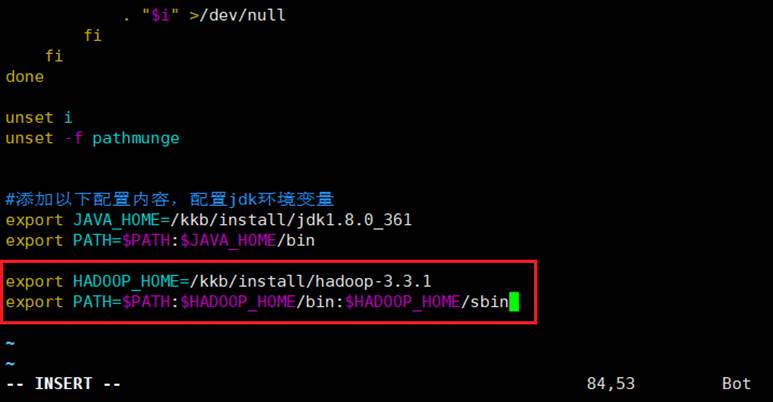 . "$i" >/dev/null
fi
fi
done
unset i
unset -f pathmunge
#添加以下配置内容，配置jdk环境变量
export JAVA_HOME=/kkb/install/jdk1.8.0_361
export PATH=$PATH:$JAVA_HOME/bin
export HADOOP_HOME=/kkb/install/hadoop-3.3.1
export PATH=$PATH:$HADOOP_HOME/bin:$HADOOP_HOME/sbin
~
~
-- INSERT -- 84,53 Bot